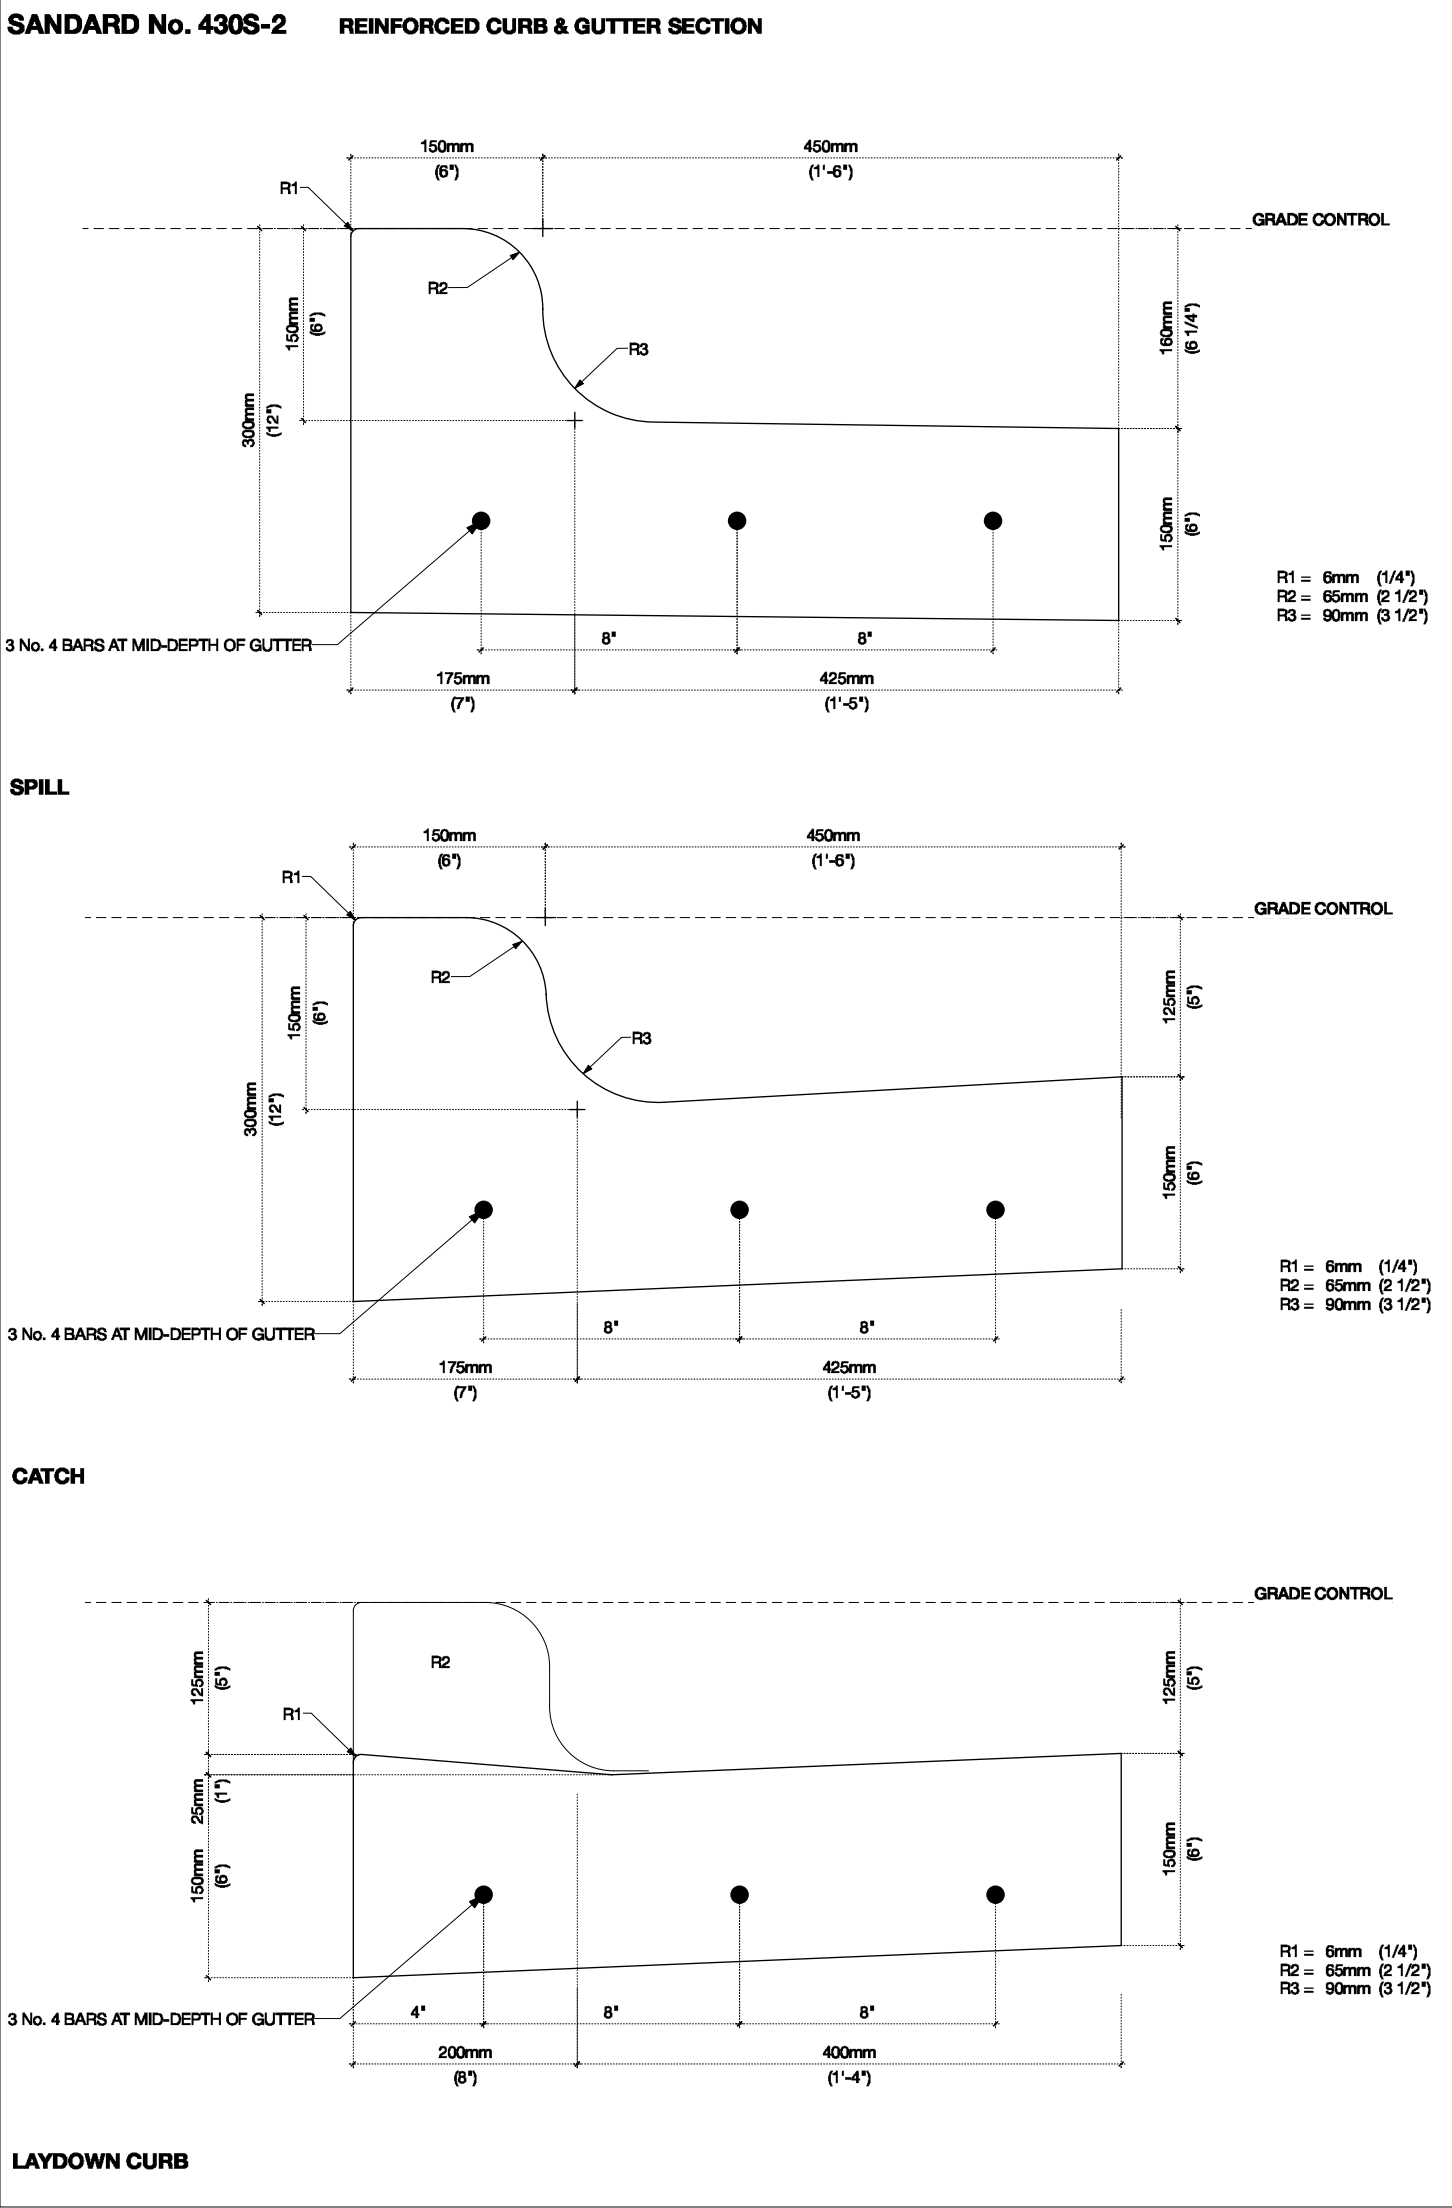 SANDARD No. 430S-2 REINFORCED CURB & GUTTER SECTION
150mm 450mm
(6") (1'-6")
R1
GRADE CONTROL
R2
150mm
(6")
160mm
(6 1/4")
R3
300mm
(12")
150mm
(6")
R1 = 6mm (1/4")
R2 = 65mm (2 1/2")
R3 = 90mm (3 1/2")
3 No. 4 BARS AT MID-DEPTH OF GUTTER 8" 8"
175mm 425mm
(7") (1'-5")
SPILL
150mm 450mm
(6") (1'-6")
R1
GRADE CONTROL
R2
150mm
(6")
125mm
(5")
R3
300mm
(12")
150mm
(6")
R1 = 6mm (1/4")
R2 = 65mm (2 1/2")
R3 = 90mm (3 1/2")
3 No. 4 BARS AT MID-DEPTH OF GUTTER 8" 8"
175mm 425mm
(7") (1'-5")
CATCH
GRADE CONTROL
R2
125mm
(5")
125mm
(5")
R1
25mm
(1")
150mm
(6")
150mm
(6")
R1 = 6mm (1/4")
R2 = 65mm (2 1/2")
R3 = 90mm (3 1/2")
3 No. 4 BARS AT MID-DEPTH OF GUTTER 4" 8" 8"
200mm 400mm
(8") (1'-4")
LAYDOWN CURB